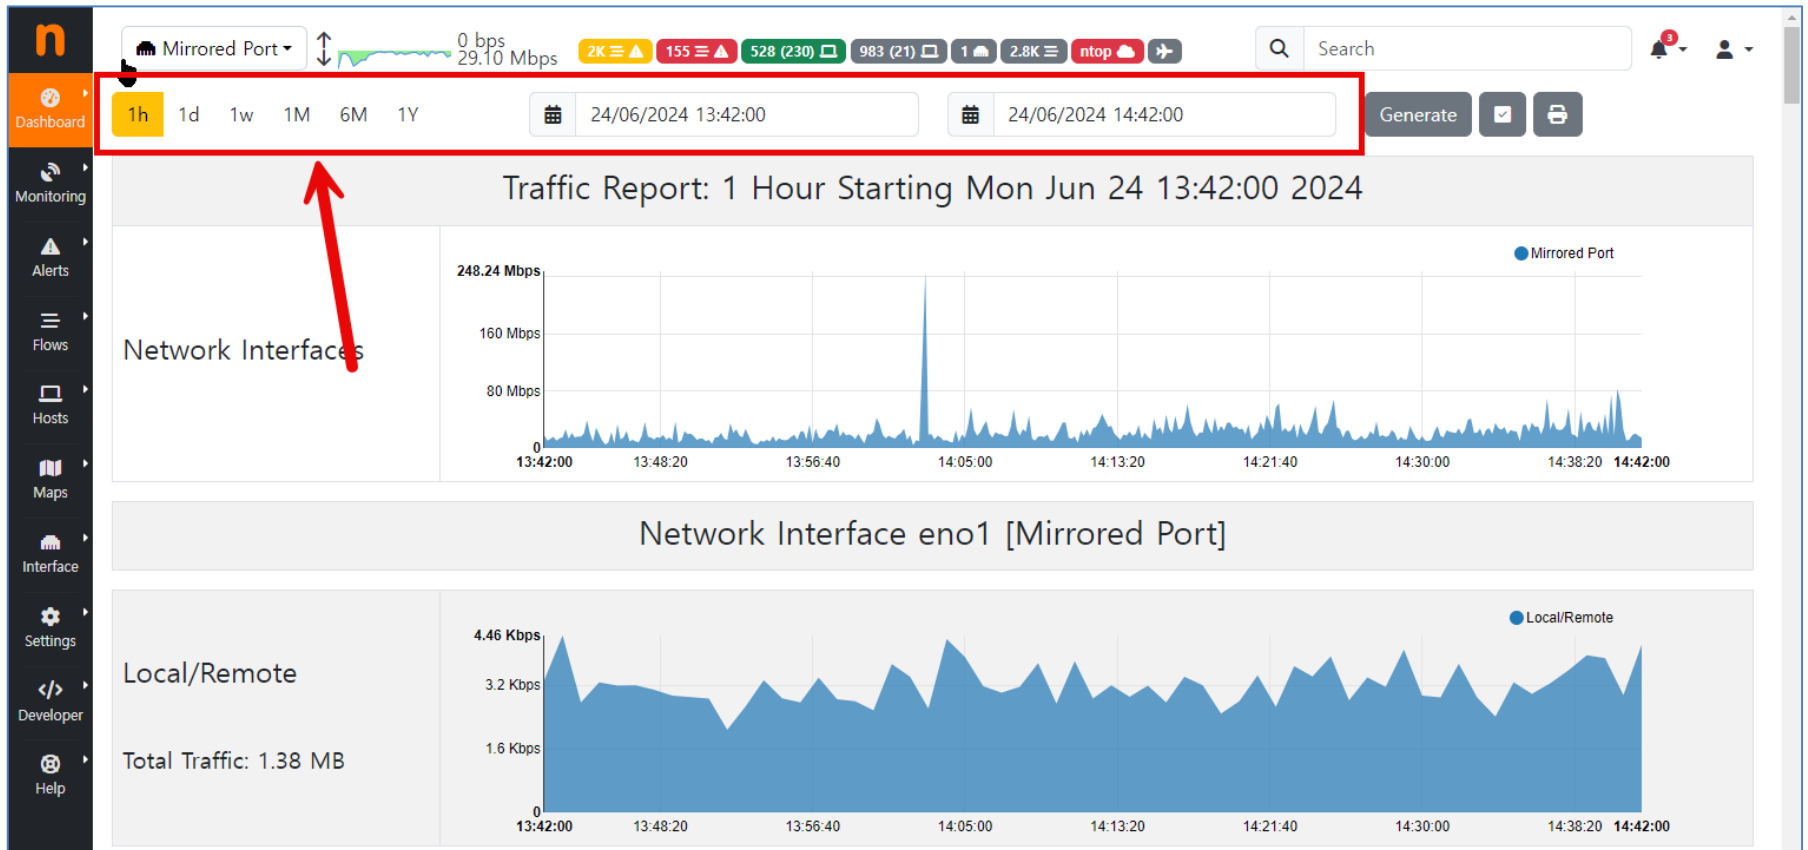 n
Mirrored Port
0 bps
29.10 Mbps
2K
155
528 (230)
983 (21)
1
2.8K
ntop
Search
3
1h 1d 1w 1M 6M 1Y
24/06/2024 13:42:00
24/06/2024 14:42:00
Generate
Dashboard
Monitoring
Alerts
Flows
Hosts
Maps
Interface
Settings
Developer
Help
Traffic Report: 1 Hour Starting Mon Jun 24 13:42:00 2024
Network Interfaces
Mirrored Port
248.24 Mbps
160 Mbps
80 Mbps
0
13:42:00 13:48:20 13:56:40 14:05:00 14:13:20 14:21:40 14:30:00 14:38:20 14:42:00
Network Interface eno1 [Mirrored Port]
Local/Remote
Total Traffic: 1.38 MB
Local/Remote
4.46 Kbps
3.2 Kbps
1.6 Kbps
0
13:42:00 13:48:20 13:56:40 14:05:00 14:13:20 14:21:40 14:30:00 14:38:20 14:42:00